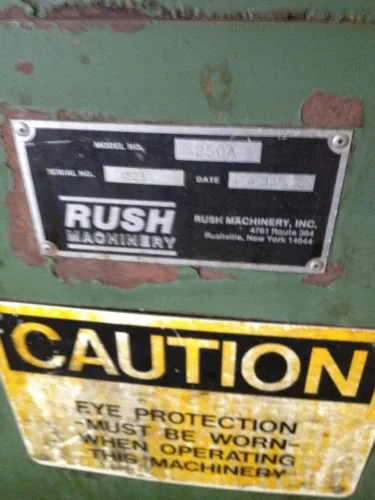 MODEL NO. 250A
SERIAL NO. DATE
RUSH
MACHINERY
RUSH MACHINERY, INC.
4761 Route 364
Rushville, New York 14544
CAUTION
EYE PROTECTION
-MUST BE WORN-
WHEN OPERATING
THIS MACHINERY